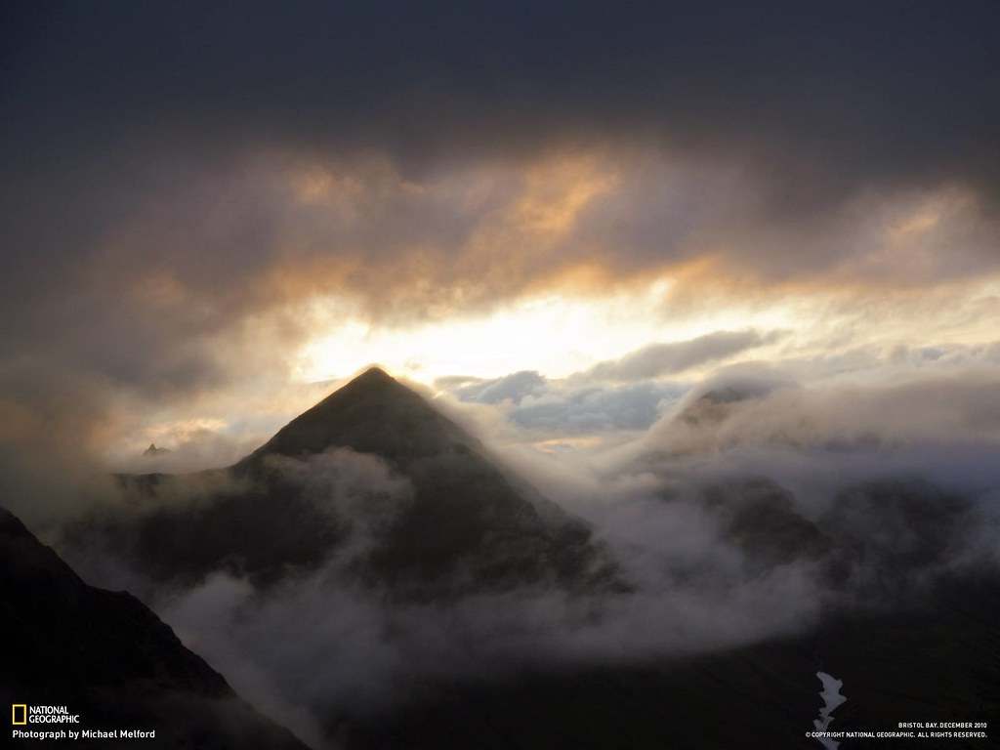 NATIONAL
GEOGRAPHIC
Photograph by Michael Melford
BRISTOL BAY. DECEMBER 2010
© COPYRIGHT NATIONAL GEOGRAPHIC. ALL RIGHTS RESERVED.